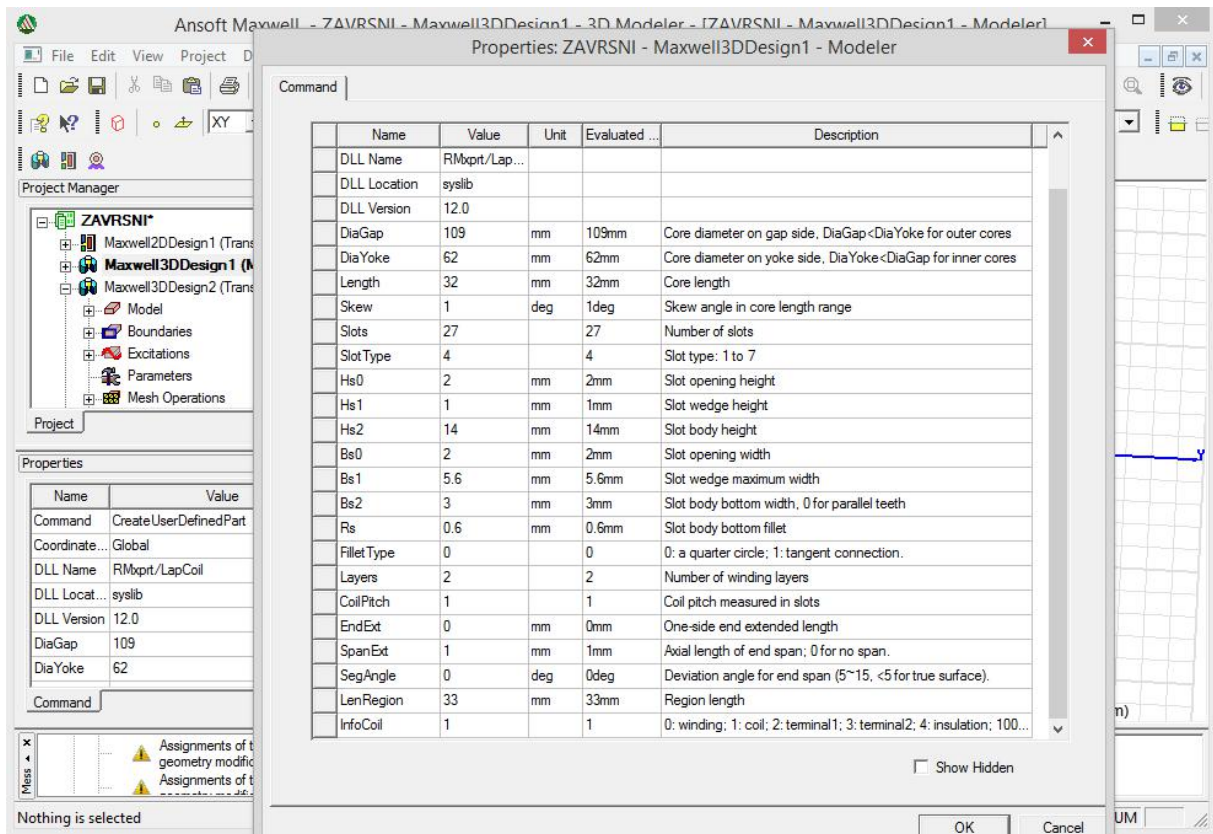 Ansoft Maxwell - ZAVRSNI - Maxwell3DDesign1 - 3D Modeler - [ZAVRSNI - Maxwell3DDesign1 - Modeler]
Properties: ZAVRSNI - Maxwell3DDesign1 - Modeler
File Edit View Project D
Command
XY
Project Manager
ZAVRSNI*
Maxwell2DDesign1 (Trans
Maxwell3DDesign1 (M
Maxwell3DDesign2 (Trans
Model
Boundaries
Excitations
Parameters
Mesh Operations
Project
Properties
Name Value
Command CreateUserDefinedPart
Coordinate... Global
DLL Name RMxprt/LapCoil
DLL Locat... syslib
DLL Version 12.0
DiaGap 109
DiaYoke 62
Command
Name Value Unit Evaluated ... Description
DLL Name RMxprt/Lap...
DLL Location syslib
DLL Version 12.0
DiaGap 109 mm 109mm Core diameter on gap side, DiaGap<DiaYoke for outer cores
DiaYoke 62 mm 62mm Core diameter on yoke side, DiaYoke<DiaGap for inner cores
Length 32 mm 32mm Core length
Skew 1 deg 1deg Skew angle in core length range
Slots 27 27 Number of slots
SlotType 4 4 Slot type: 1 to 7
Hs0 2 mm 2mm Slot opening height
Hs1 1 mm 1mm Slot wedge height
Hs2 14 mm 14mm Slot body height
Bs0 2 mm 2mm Slot opening width
Bs1 5.6 mm 5.6mm Slot wedge maximum width
Bs2 3 mm 3mm Slot body bottom width, 0 for parallel teeth
Rs 0.6 mm 0.6mm Slot body bottom fillet
FilletType 0 0 0: a quarter circle; 1: tangent connection.
Layers 2 2 Number of winding layers
CoilPitch 1 1 Coil pitch measured in slots
EndExt 0 mm 0mm One-side end extended length
SpanExt 1 mm 1mm Axial length of end span; 0 for no span.
SegAngle 0 deg 0deg Deviation angle for end span (5~15, <5 for true surface).
LenRegion 33 mm 33mm Region length
InfoCoil 1 1 0: winding; 1: coil; 2: terminal1; 3: terminal2; 4: insulation; 100...
Show Hidden
OK Cancel
Y
m)
Mess
Assignments of t
geometry modific
Assignments of t
Nothing is selected
UM